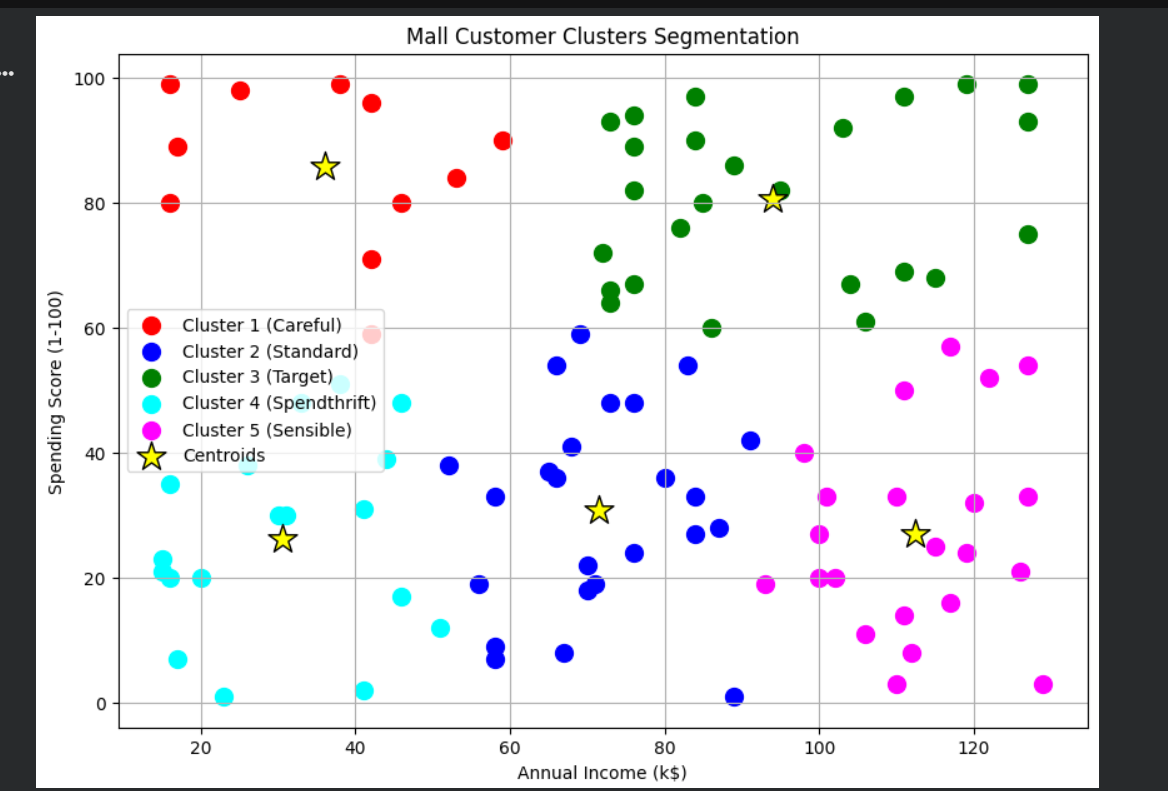 ...
Mall Customer Clusters Segmentation
100
80
60
40
20
0
Spending Score (1-100)
Cluster 1 (Careful)
Cluster 2 (Standard)
Cluster 3 (Target)
Cluster 4 (Spendthrift)
Cluster 5 (Sensible)
Centroids
20 40 60 80 100 120
Annual Income (k$)